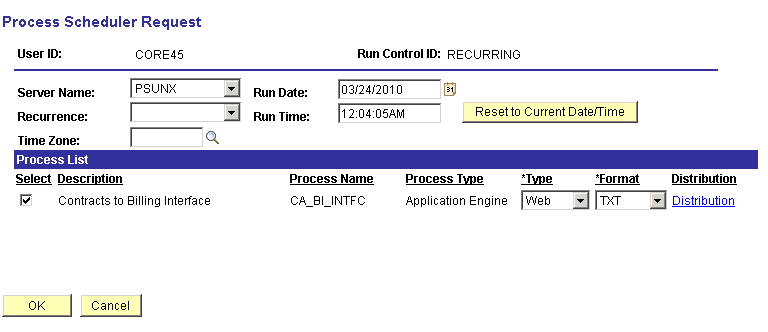 Process Scheduler Request
User ID: CORE45 Run Control ID: RECURRING
Server Name: PSUNX Run Date: 03/24/2010 31
Recurrence: Run Time: 12:04:05AM Reset to Current Date/Time
Time Zone:
Process List
Select Description Process Name Process Type *Type *Format Distribution
Contracts to Billing Interface CA_BI_INTFC Application Engine Web TXT Distribution
OK Cancel